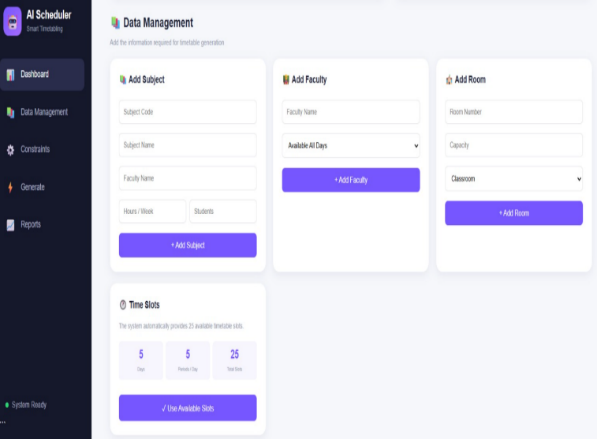 AI Scheduler
Smart Timetabling
Dashboard
Data Management
Constraints
Generate
Reports
System Ready
Data Management
Add the information required for timetable generation
Add Subject
Subject Code
Subject Name
Faculty Name
Hours / Week
Students
+ Add Subject
Add Faculty
Faculty Name
Available All Days
+ Add Faculty
Add Room
Room Number
Capacity
Classroom
+ Add Room
Time Slots
The system automatically provides 25 available timetable slots.
5
Days
5
Periods / Day
25
Total Slots
✓ Use Available Slots